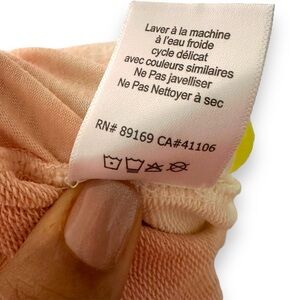 Laver à la machine
à l'eau froide
cycle délicat
avec couleurs similaires
Ne Pas javelliser
Ne Pas Nettoyer à sec
RN# 89169 CA#41106